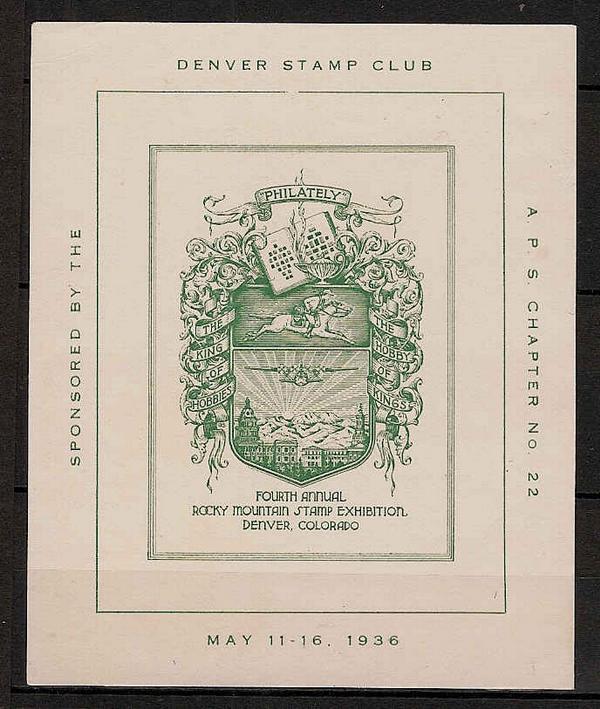 DENVER STAMP CLUB
SPONSORED BY THE
A. P. S. CHAPTER NO. 22
"PHILATELY"
THE
KING
OF
HOBBIES
THE
HOBBY
OF
KINGS
FOURTH ANNUAL
ROCKY MOUNTAIN STAMP EXHIBITION
DENVER, COLORADO
MAY 11-16, 1936